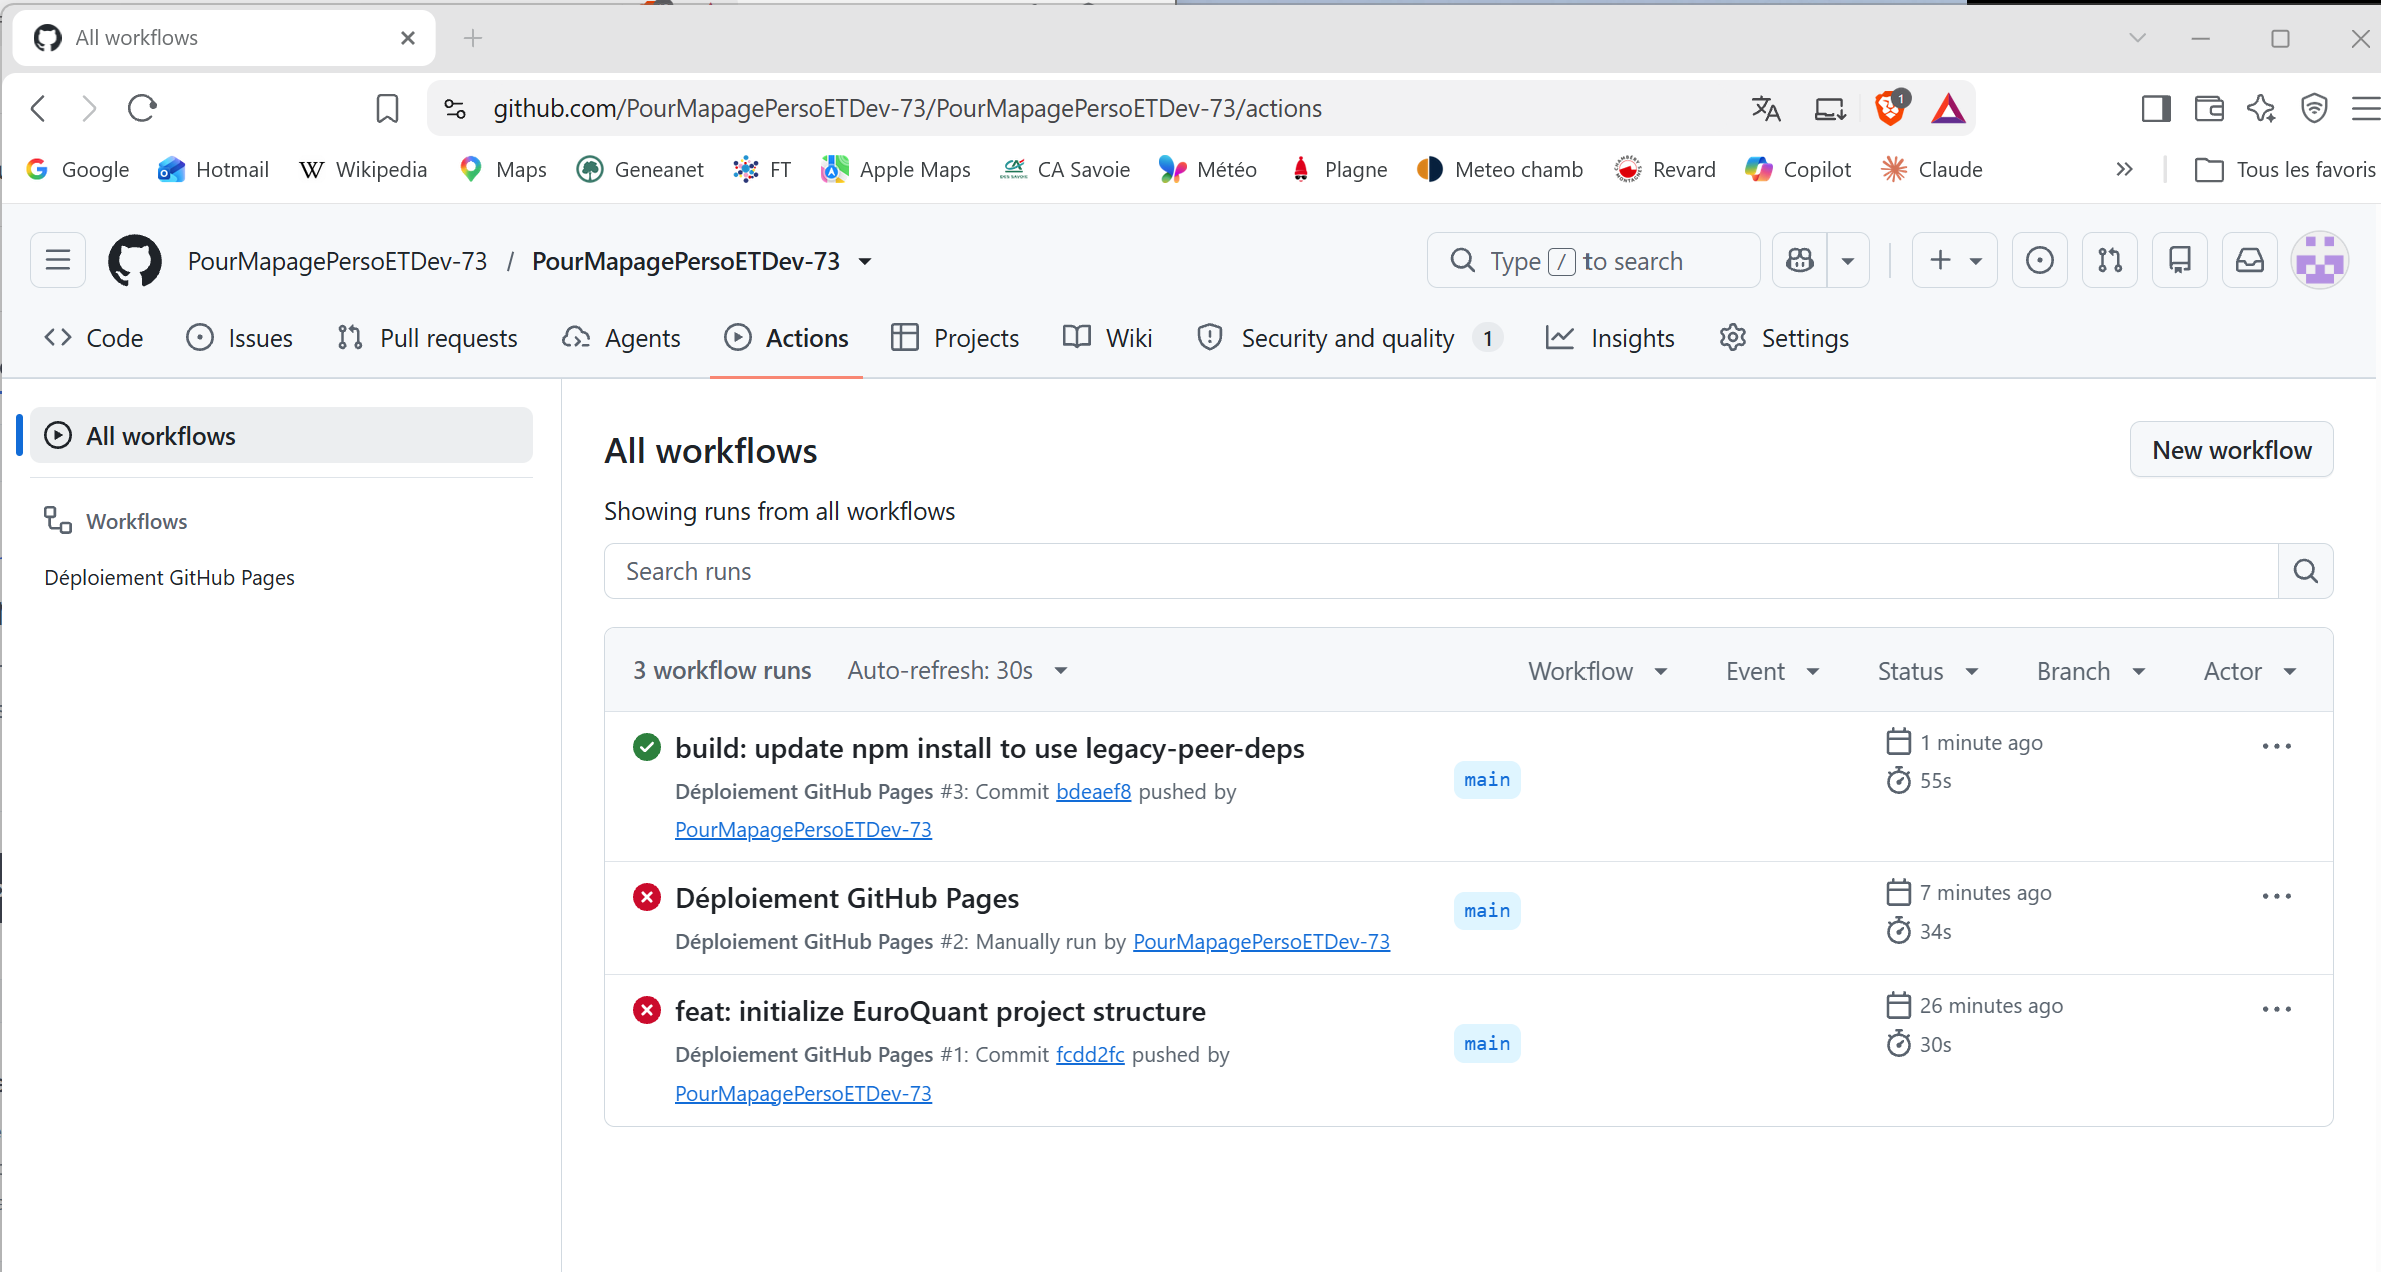 All workflows
github.com/PourMapagePersoETDev-73/PourMapagePersoETDev-73/actions
1
Google
Hotmail
Wikipedia
Maps
Geneanet
FT
Apple Maps
CA Savoie
Météo
Plagne
Meteo chamb
Revard
Copilot
Claude
Tous les favoris
PourMapagePersoETDev-73 / PourMapagePersoETDev-73
Type / to search
Code
Issues
Pull requests
Agents
Actions
Projects
Wiki
Security and quality 1
Insights
Settings
All workflows
Workflows
Déploiement GitHub Pages
All workflows
New workflow
Showing runs from all workflows
Search runs
3 workflow runs
Auto-refresh: 30s
Workflow
Event
Status
Branch
Actor
build: update npm install to use legacy-peer-deps
Déploiement GitHub Pages #3: Commit bdeaef8 pushed by
PourMapagePersoETDev-73
main
1 minute ago
55s
Déploiement GitHub Pages
Déploiement GitHub Pages #2: Manually run by PourMapagePersoETDev-73
main
7 minutes ago
34s
feat: initialize EuroQuant project structure
Déploiement GitHub Pages #1: Commit fcdd2fc pushed by
PourMapagePersoETDev-73
main
26 minutes ago
30s